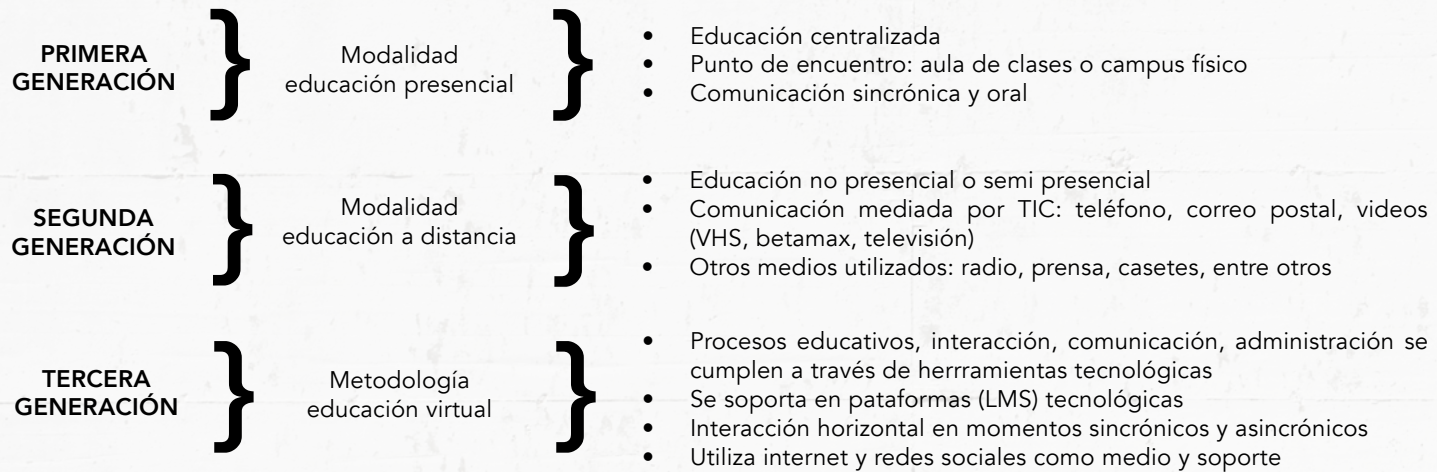 PRIMERA
GENERACIÓN
}
Modalidad
educación presencial
}
• Educación centralizada
• Punto de encuentro: aula de clases o campus físico
• Comunicación sincrónica y oral
SEGUNDA
GENERACIÓN
}
Modalidad
educación a distancia
}
• Educación no presencial o semi presencial
• Comunicación mediada por TIC: teléfono, correo postal, videos
(VHS, betamax, televisión)
• Otros medios utilizados: radio, prensa, casetes, entre otros
TERCERA
GENERACIÓN
}
Metodología
educación virtual
}
• Procesos educativos, interacción, comunicación, administración se
cumplen a través de herrramientas tecnológicas
• Se soporta en pataformas (LMS) tecnológicas
• Interacción horizontal en momentos sincrónicos y asincrónicos
• Utiliza internet y redes sociales como medio y soporte